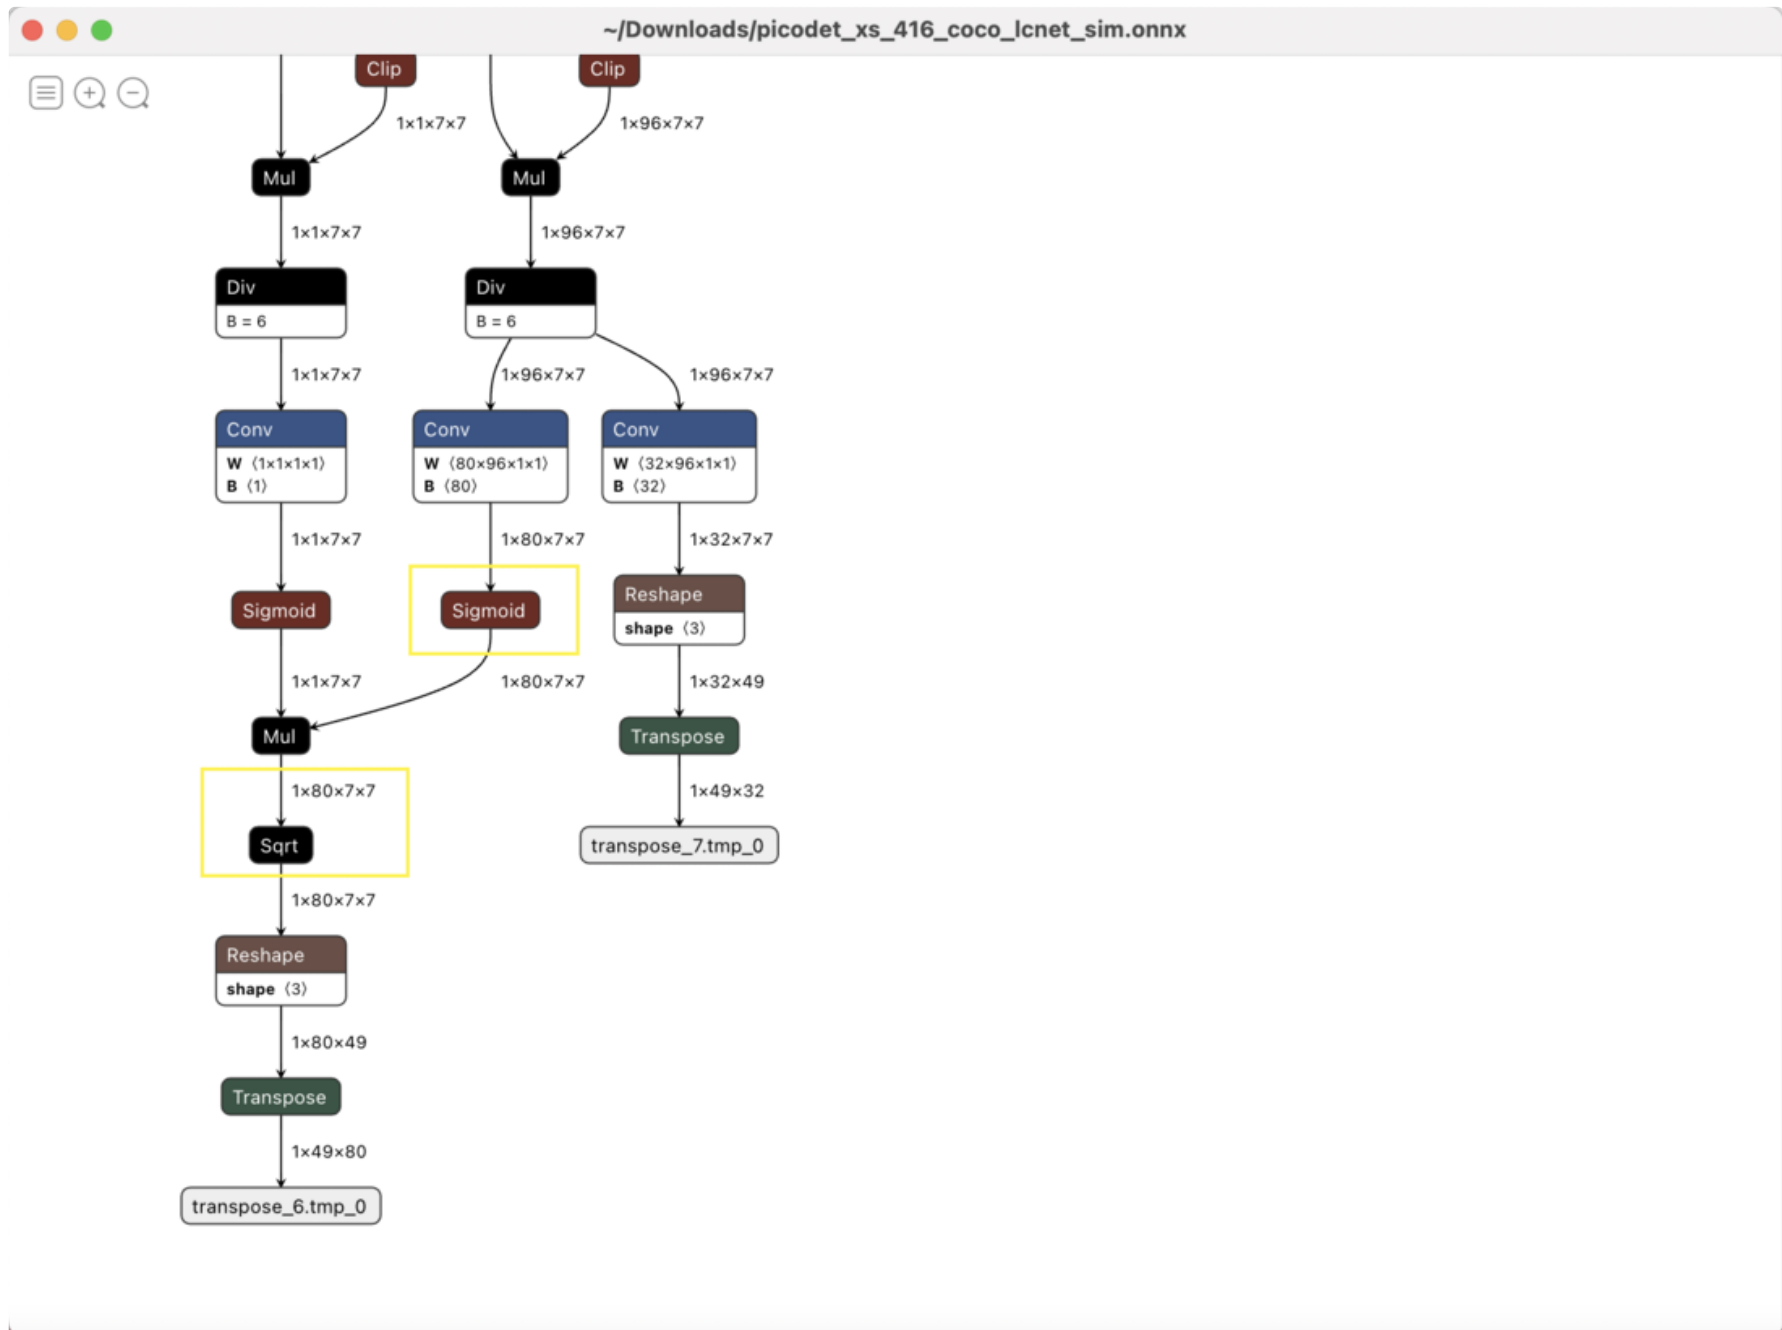 ~/Downloads/picodet_xs_416_coco_lcnet_sim.onnx
Clip
Clip
1×1×7×7
1×96×7×7
Mul
Mul
1×1×7×7
1×96×7×7
Div
Div
B = 6
B = 6
1×1×7×7
1×96×7×7
1×96×7×7
Conv
Conv
Conv
W ⟨1×1×1×1⟩
W ⟨80×96×1×1⟩
W ⟨32×96×1×1⟩
B ⟨1⟩
B ⟨80⟩
B ⟨32⟩
1×1×7×7
1×80×7×7
1×32×7×7
Sigmoid
Sigmoid
Reshape
shape ⟨3⟩
1×1×7×7
1×80×7×7
1×32×49
Mul
Transpose
1×80×7×7
1×49×32
Sqrt
transpose_7.tmp_0
1×80×7×7
Reshape
shape ⟨3⟩
1×80×49
Transpose
1×49×80
transpose_6.tmp_0